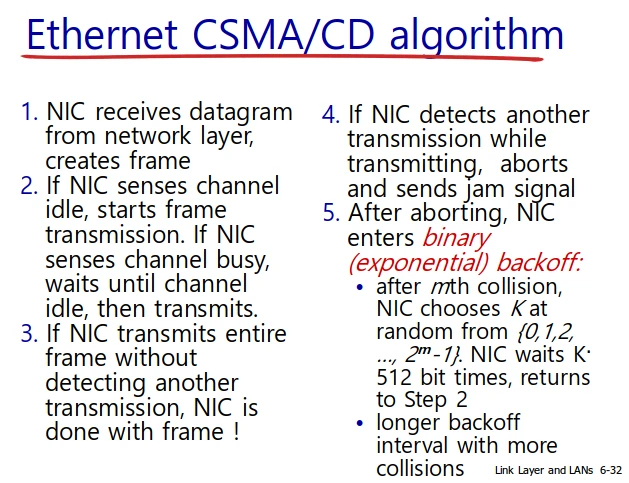 Ethernet CSMA/CD algorithm
1. NIC receives datagram
from network layer,
creates frame
2. If NIC senses channel
idle, starts frame
transmission. If NIC
senses channel busy,
waits until channel
idle, then transmits.
3. If NIC transmits entire
frame without
detecting another
transmission, NIC is
done with frame !
4. If NIC detects another
transmission while
transmitting,  aborts
and sends jam signal
5. After aborting, NIC
enters binary
(exponential) backoff:
• after mth collision,
NIC chooses K at
random from {0,1,2,
…, 2ᵐ-1}. NIC waits K·
512 bit times, returns
to Step 2
• longer backoff
interval with more
collisions
Link Layer and LANs 6-32